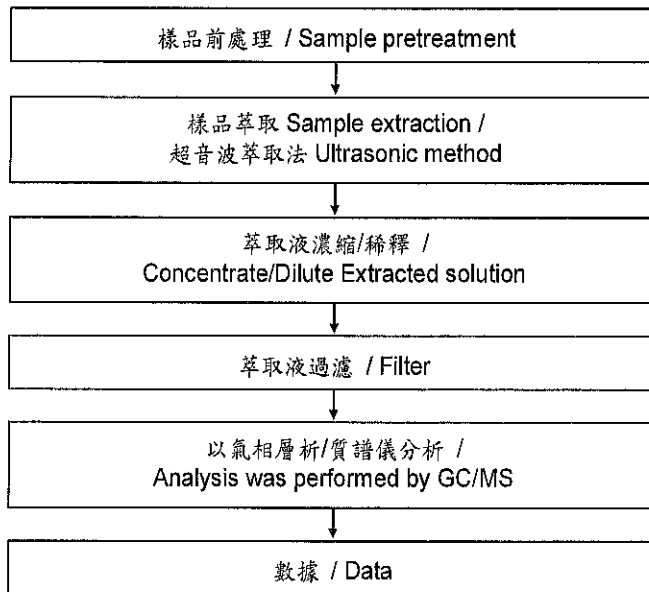 樣品前處理 / Sample pretreatment
樣品萃取 Sample extraction /
超音波萃取法 Ultrasonic method
萃取液濃縮/稀釋 /
Concentrate/Dilute Extracted solution
萃取液過濾 / Filter
以氣相層析/質譜儀分析 /
Analysis was performed by GC/MS
數據 / Data